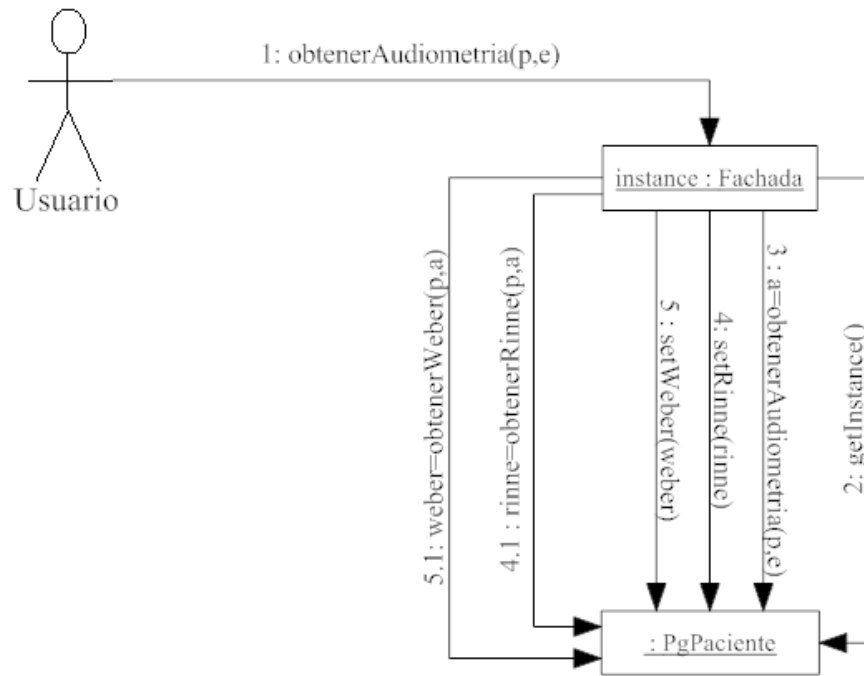 1: obtenerAudiometria(p,e)
Usuario
instance : Fachada
5.1: weber=obtenerWeber(p,a)
4.1 : rinne=obtenerRinne(p,a)
5 : setWeber(weber)
4: setRinne(rinne)
3 : a=obtenerAudiometria(p,e)
2: getInstance()
: PgPaciente